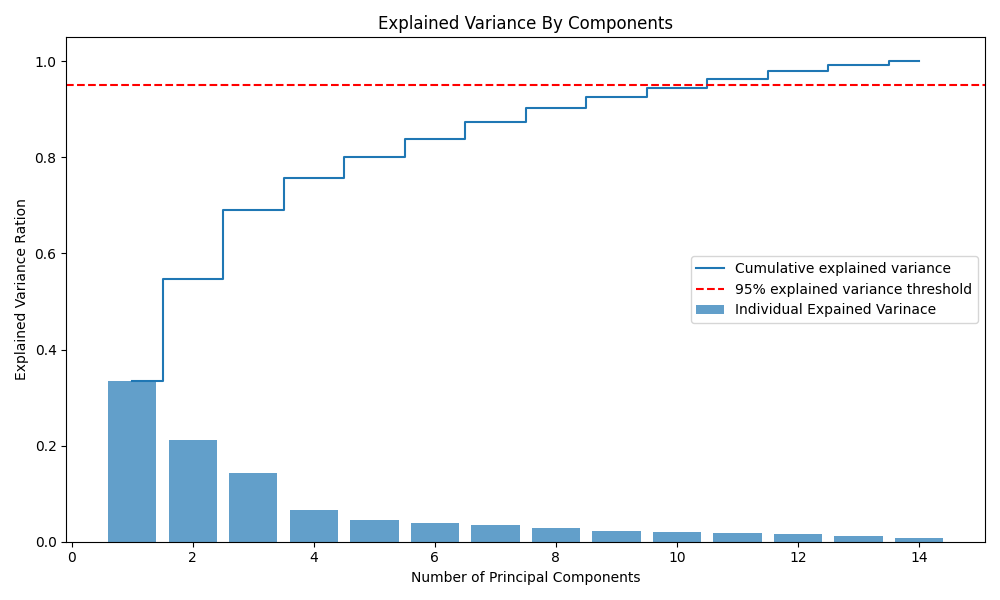 Explained Variance By Components
Explained Variance Ration
1.0
0.8
0.6
0.4
0.2
0.0
Cumulative explained variance
95% explained variance threshold
Individual Expained Varinace
0 2 4 6 8 10 12 14
Number of Principal Components